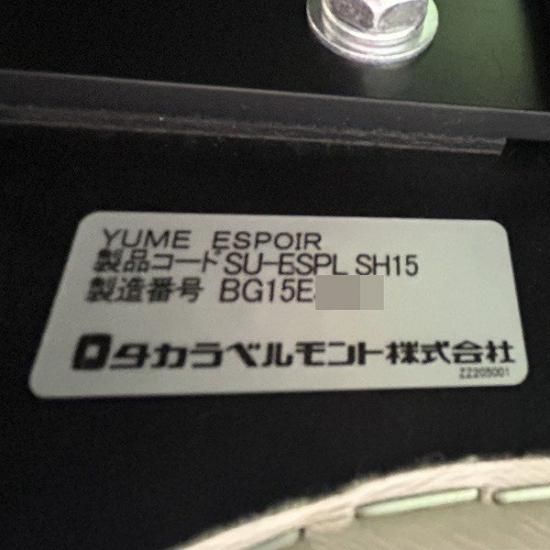 YUME ESPOIR
製品コード SU-ESPL SH15
製造番号 BG15E
タカラベルモント株式会社
ZZ205001